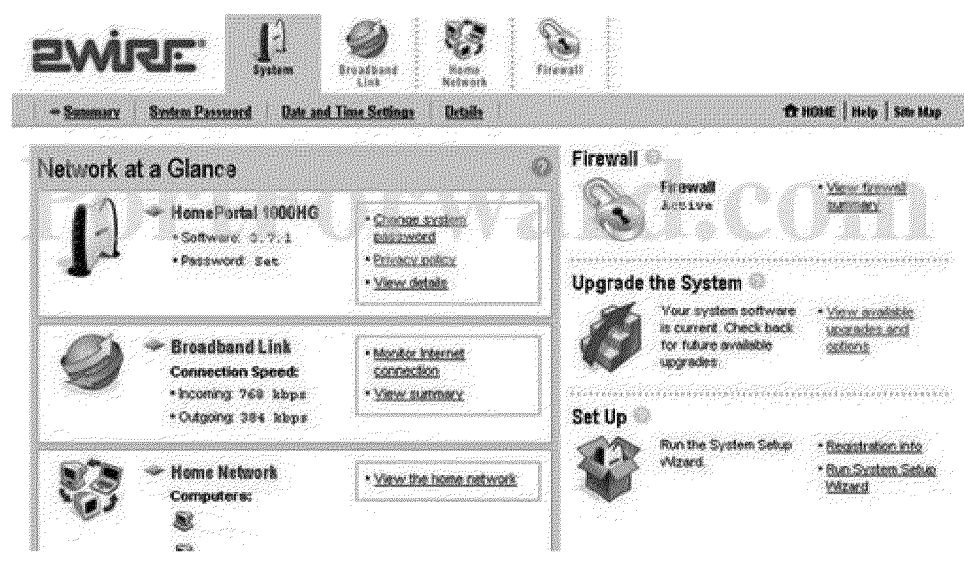 2WIRE
System
Broadband
Link
Home
Network
Firewall
Summary
System Password
Date and Time Settings
Details
HOME | Help | Site Map
Network at a Glance
HomePortal 1000HG
• Software: 3.7.1
• Password: Set
• Change system
password
• Privacy policy
• View details
Broadband Link
Connection Speed:
• Incoming: 768 kbps
• Outgoing: 384 kbps
• Monitor Internet
connection
• View summary
Home Network
Computers:
• View the home network
Firewall
Firewall
Active
• View firewall
summary
Upgrade the System
Your system software
is current. Check back
for future available
upgrades.
• View available
upgrades and
options
Set Up
Run the System Setup
Wizard.
• Registration info
• Run System Setup
Wizard